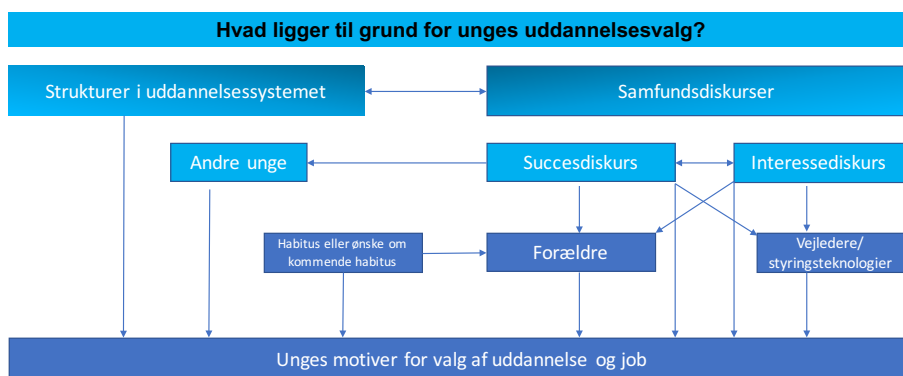 Hvad ligger til grund for unges uddannelsesvalg?
Strukturer i uddannelsessystemet
Samfundsdiskurser
Andre unge
Succesdiskurs
Interessediskurs
Habitus eller ønske om
kommende habitus
Forældre
Vejledere/
styringsteknologier
Unges motiver for valg af uddannelse og job